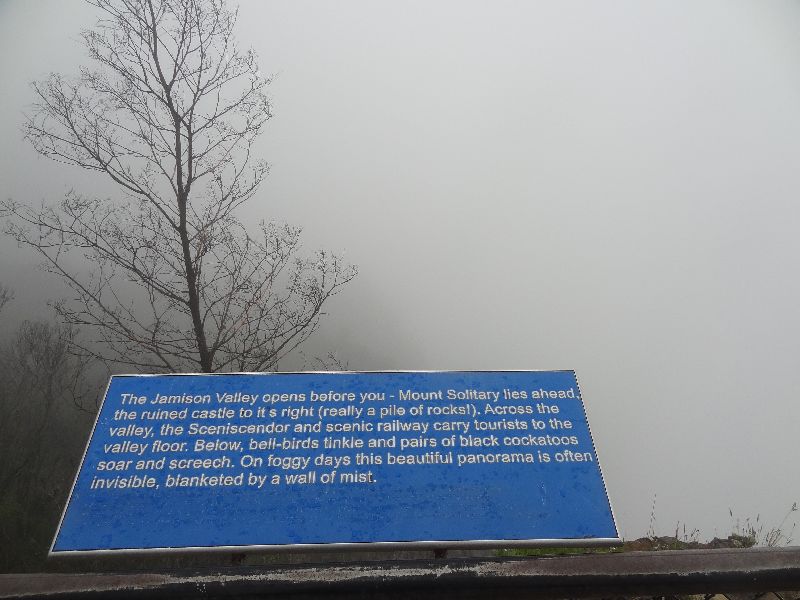 The Jamison Valley opens before you - Mount Solitary lies ahead,
the ruined castle to it s right (really a pile of rocks!). Across the
valley, the Sceniscendor and scenic railway carry tourists to the
valley floor. Below, bell-birds tinkle and pairs of black cockatoos
soar and screech. On foggy days this beautiful panorama is often
invisible, blanketed by a wall of mist.